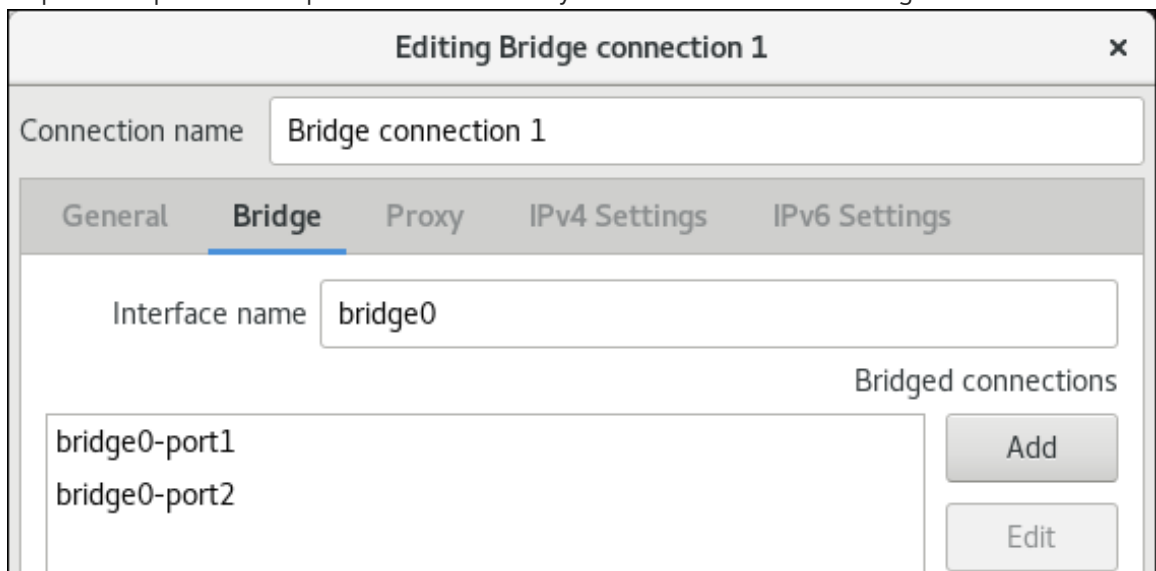 Editing Bridge connection 1 ×
Connection name Bridge connection 1
General Bridge Proxy IPv4 Settings IPv6 Settings
Interface name bridge0
Bridged connections
bridge0-port1
Add
bridge0-port2
Edit